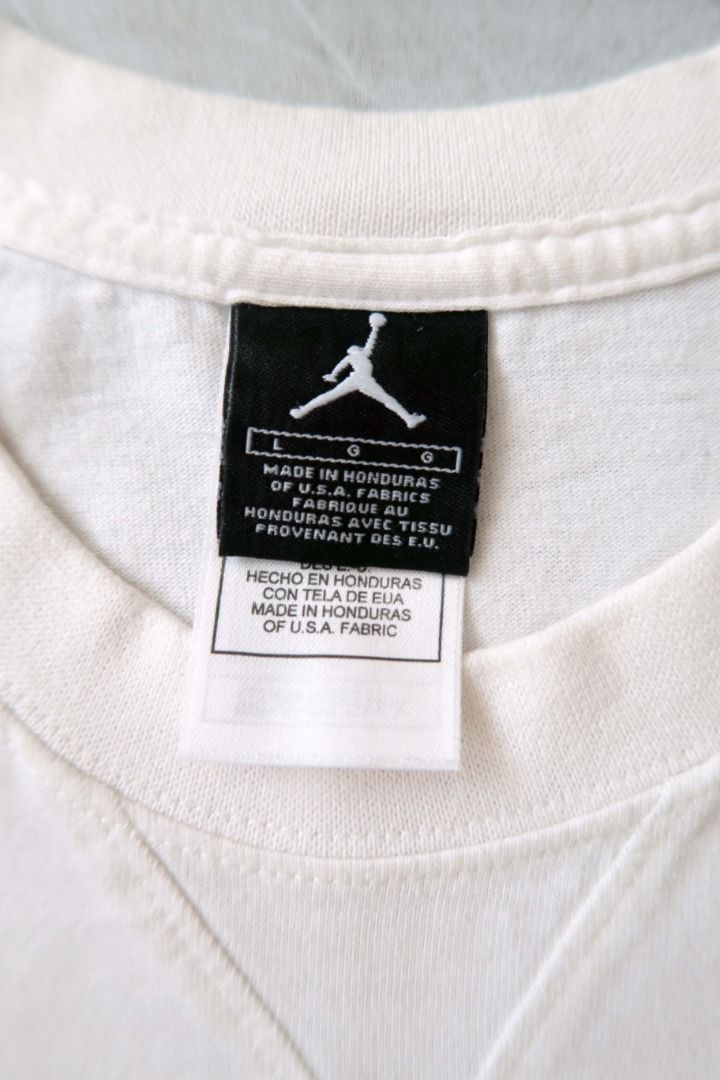 L G G
MADE IN HONDURAS
OF U.S.A. FABRICS
FABRIQUE AU
HONDURAS AVEC TISSU
PROVENANT DES E.U.
DES E.U.
HECHO EN HONDURAS
CON TELA DE EUA
MADE IN HONDURAS
OF U.S.A. FABRIC